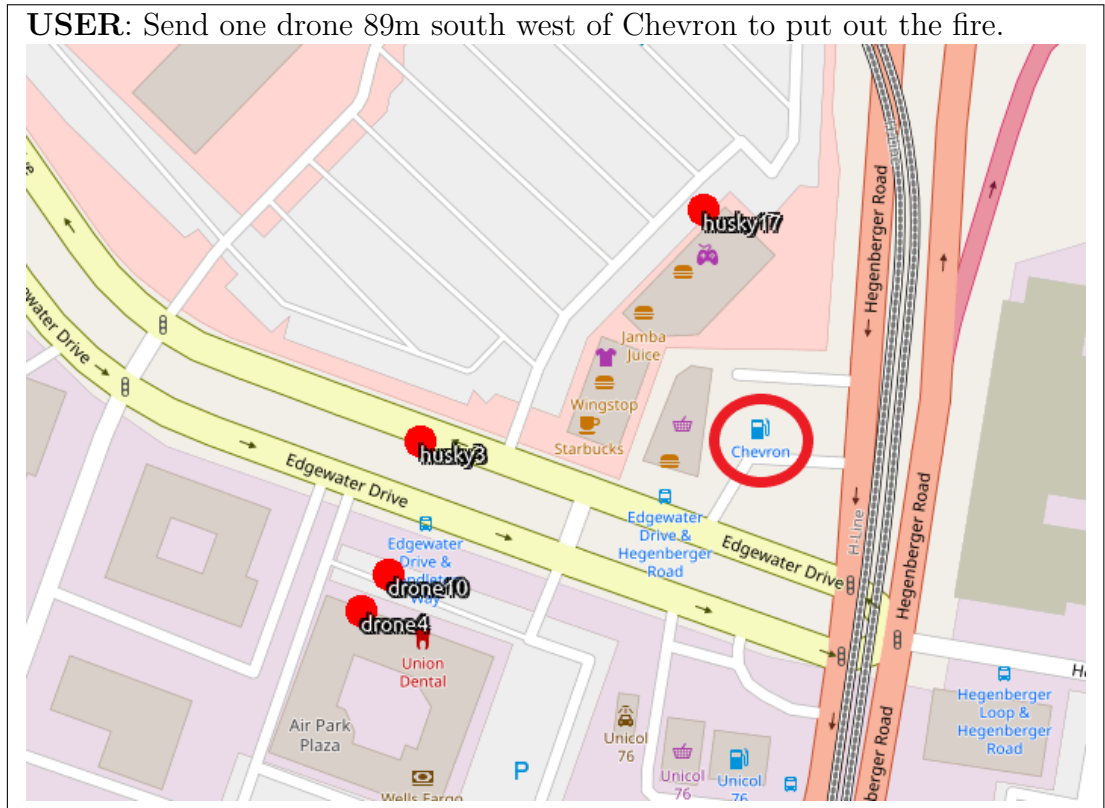 USER: Send one drone 89m south west of Chevron to put out the fire.
H-Line
Hegenberger Road
husky17
Jamba
Juice
Hegenberger Road
Wingstop
Starbucks
Chevron
Drive
husky3
Edgewater Drive
Edgewater
Drive &
Hegenberger
Road
H-Line
Hegenberger Road
Edgewater Drive
Edgewater
Drive &
Way
drone10
drone4
Union
Dental
Air Park
Plaza
Hegenberger
Loop &
Hegenberger
Road
Unicol
76
P
Unicol
76
Unicol
76
Wells Fargo